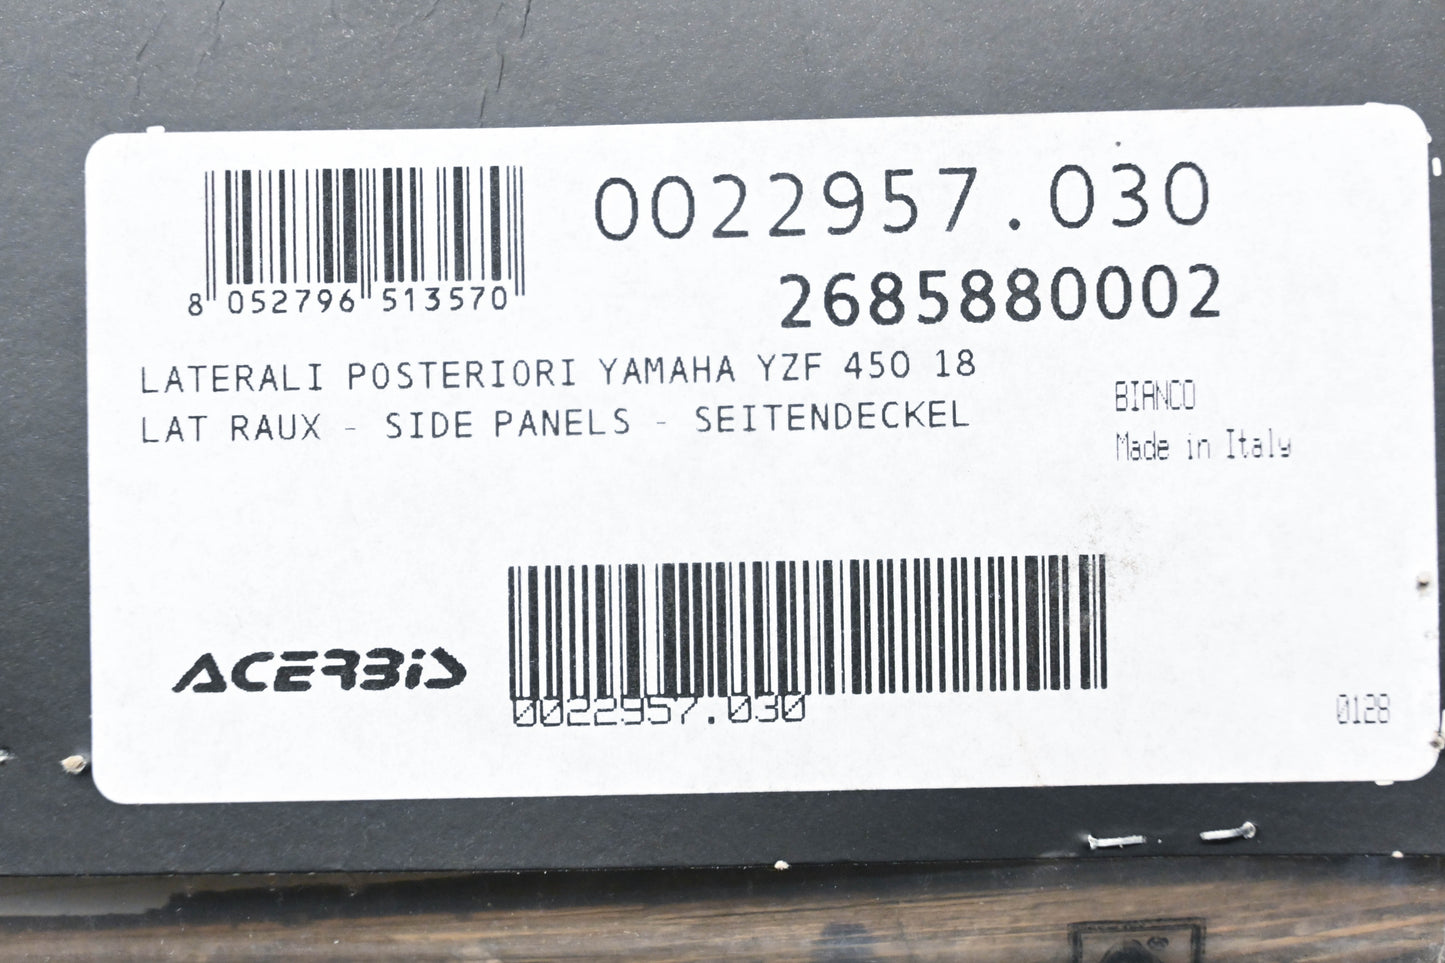 0022957.030
8 052796 513570
2685880002
LATERALI POSTERIORI YAMAHA YZF 450 18
LAT RAUX - SIDE PANELS - SEITENDECKEL
BIANCO
Made in Italy
ACERBIS
0022957.030
0128